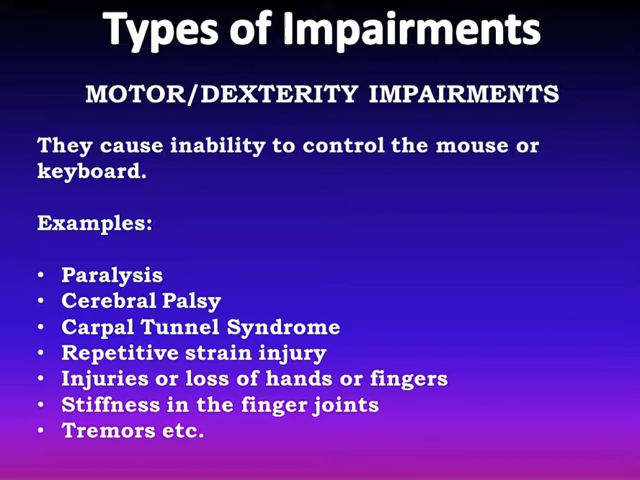 Types of Impairments
MOTOR/DEXTERITY IMPAIRMENTS
They cause inability to control the mouse or
keyboard.
Examples:
• Paralysis
• Cerebral Palsy
• Carpal Tunnel Syndrome
• Repetitive strain injury
• Injuries or loss of hands or fingers
• Stiffness in the finger joints
• Tremors etc.